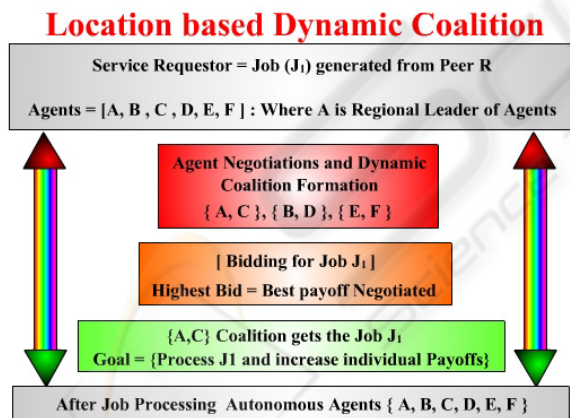 Location based Dynamic Coalition
Service Requestor = Job (J₁) generated from Peer R
Agents = [A, B , C , D, E, F ] : Where A is Regional Leader of Agents
Agent Negotiations and Dynamic
Coalition Formation
{ A, C }, { B, D }, { E, F }
[ Bidding for Job J₁ ]
Highest Bid = Best payoff Negotiated
{A,C} Coalition gets the Job J₁
Goal = {Process J1 and increase individual Payoffs}
After Job Processing Autonomous Agents { A, B, C, D, E, F }